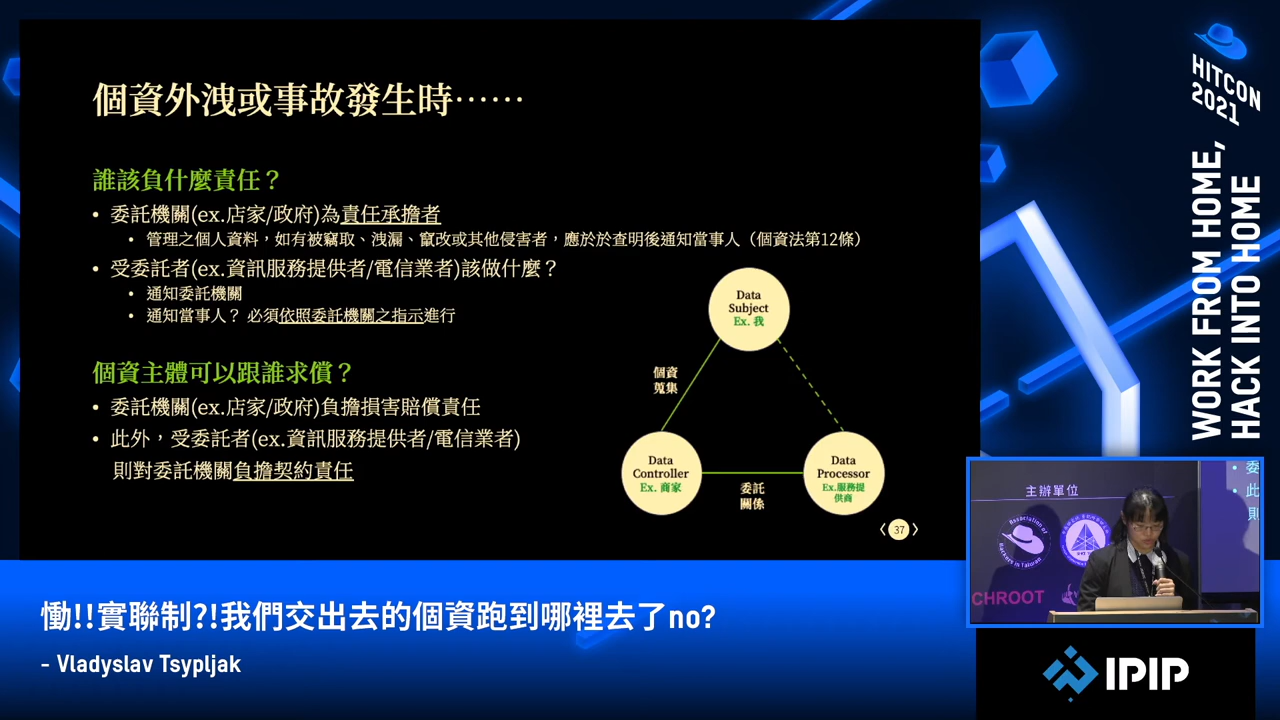 個資外洩或事故發生時⋯⋯
誰該負什麼責任？
• 委託機關(ex.店家/政府)為責任承擔者
• 管理之個人資料，如有被竊取、洩漏、竄改或其他侵害者，應於於查明後通知當事人（個資法第12條）
• 受委託者(ex.資訊服務提供者/電信業者)該做什麼？
• 通知委託機關
• 通知當事人？ 必須依照委託機關之指示進行
個資主體可以跟誰求償？
• 委託機關(ex.店家/政府)負擔損害賠償責任
• 此外，受委託者(ex.資訊服務提供者/電信業者)
則對委託機關負擔契約責任
Data
Subject
Ex. 我
個資
蒐集
Data
Controller
Ex. 商家
委託
關係
Data
Processor
Ex.服務提
供商
37
HITCON
2021
WORK FROM HOME,
HACK INTO HOME
主辦單位
Association of
Hackers in Taiwan
CHROOT
• 委
• 此
則
慟!!實聯制?!我們交出去的個資跑到哪裡去了no?
- Vladyslav Tsypljak
IPIP